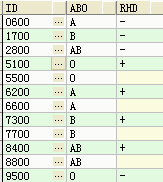 ID ABO RHD
0600 ... A -
1700 ... B -
2800 ... AB -
5100 ... O +
5500 ... O
6200 ... A +
6600 ... A
7300 ... B +
7700 ... B
8400 ... AB +
8800 ... AB
9500 ... O -